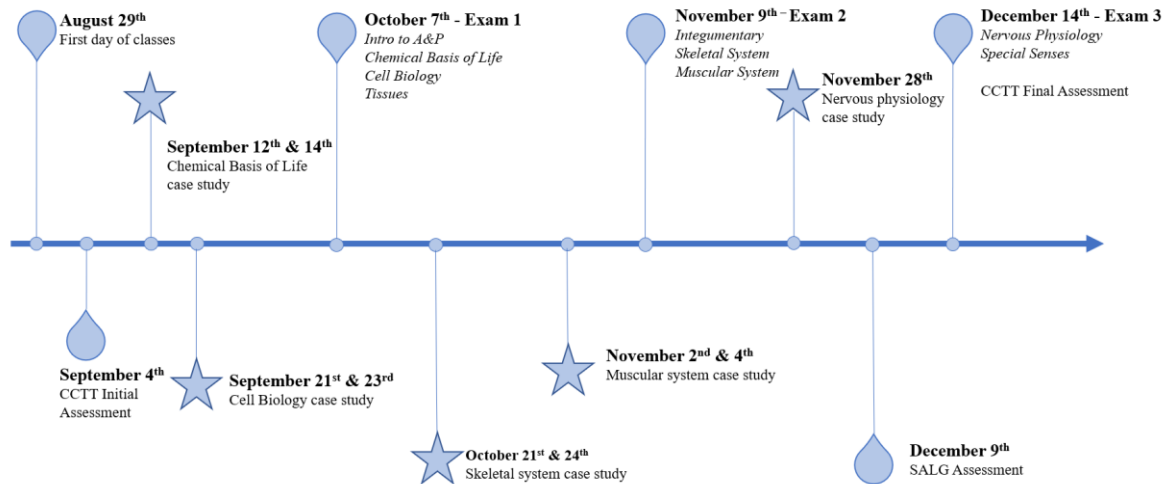 August 29th
First day of classes
October 7th - Exam 1
Intro to A&P
Chemical Basis of Life
Cell Biology
Tissues
November 9th – Exam 2
Integumentary
Skeletal System
Muscular System
December 14th - Exam 3
Nervous Physiology
Special Senses
CCTT Final Assessment
November 28th
Nervous physiology
case study
September 12th & 14th
Chemical Basis of Life
case study
September 4th
CCTT Initial
Assessment
September 21st & 23rd
Cell Biology case study
October 21st & 24th
Skeletal system case study
November 2nd & 4th
Muscular system case study
December 9th
SALG Assessment